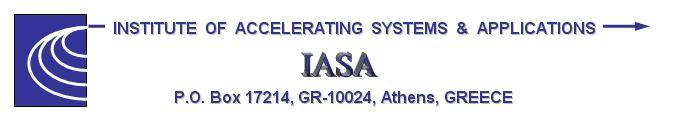 INSTITUTE OF ACCELERATING SYSTEMS & APPLICATIONS
IASA
P.O. Box 17214, GR-10024, Athens, GREECE